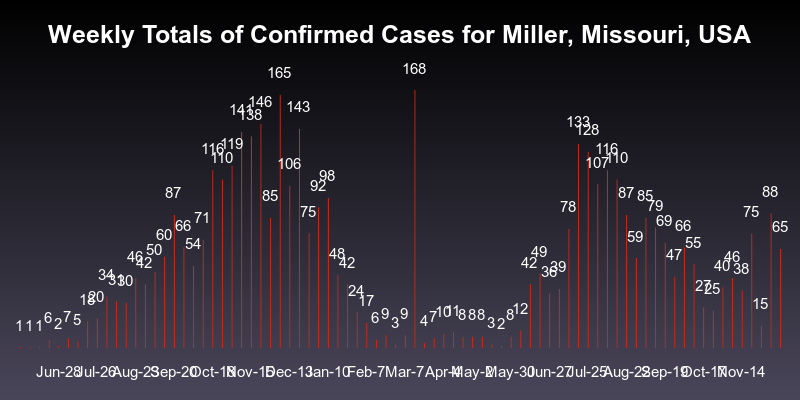 Weekly Totals of Confirmed Cases for Miller, Missouri, USA
1 1 1 6 2 7 5 18 20 34 31 30 46 42 50 60 87 66 54 71 116 110 119 141 138 146 85 165 106 143 75 92 98 48 42 24 17 6 9 3 9 168 4 7 10 11 8 8 8 3 2 8 12 42 49 36 39 78 133 128 107 116 110 87 59 85 79 69 47 66 55 27 25 40 46 38 75 15 88 65
Jun-28 Jul-26 Aug-23 Sep-20 Oct-18 Nov-15 Dec-13 Jan-10 Feb-7 Mar-7 Apr-4 May-2 May-30 Jun-27 Jul-25 Aug-22 Sep-19 Oct-17 Nov-14